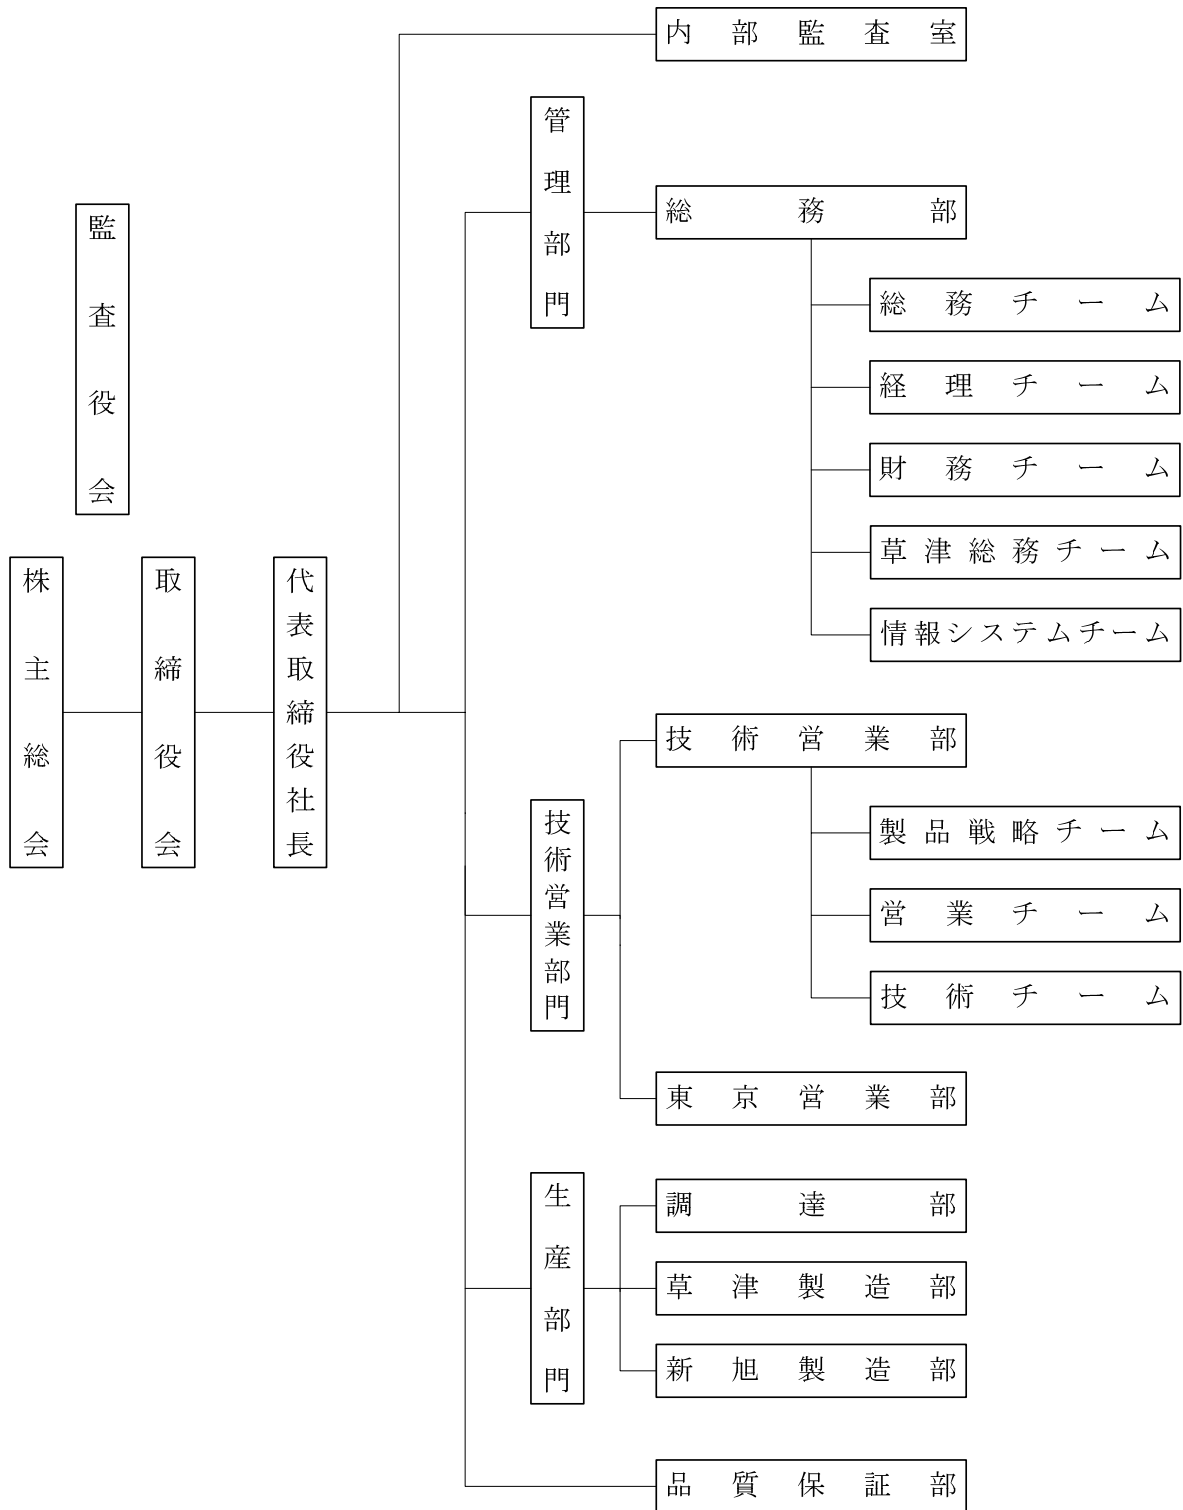 内部監査室
管理部門
総務部
監査役会
総務チーム
経理チーム
財務チーム
草津総務チーム
情報システムチーム
株主総会
取締役会
代表取締役社長
技術営業部門
技術営業部
製品戦略チーム
営業チーム
技術チーム
東京営業部
生産部門
調達部
草津製造部
新旭製造部
品質保証部